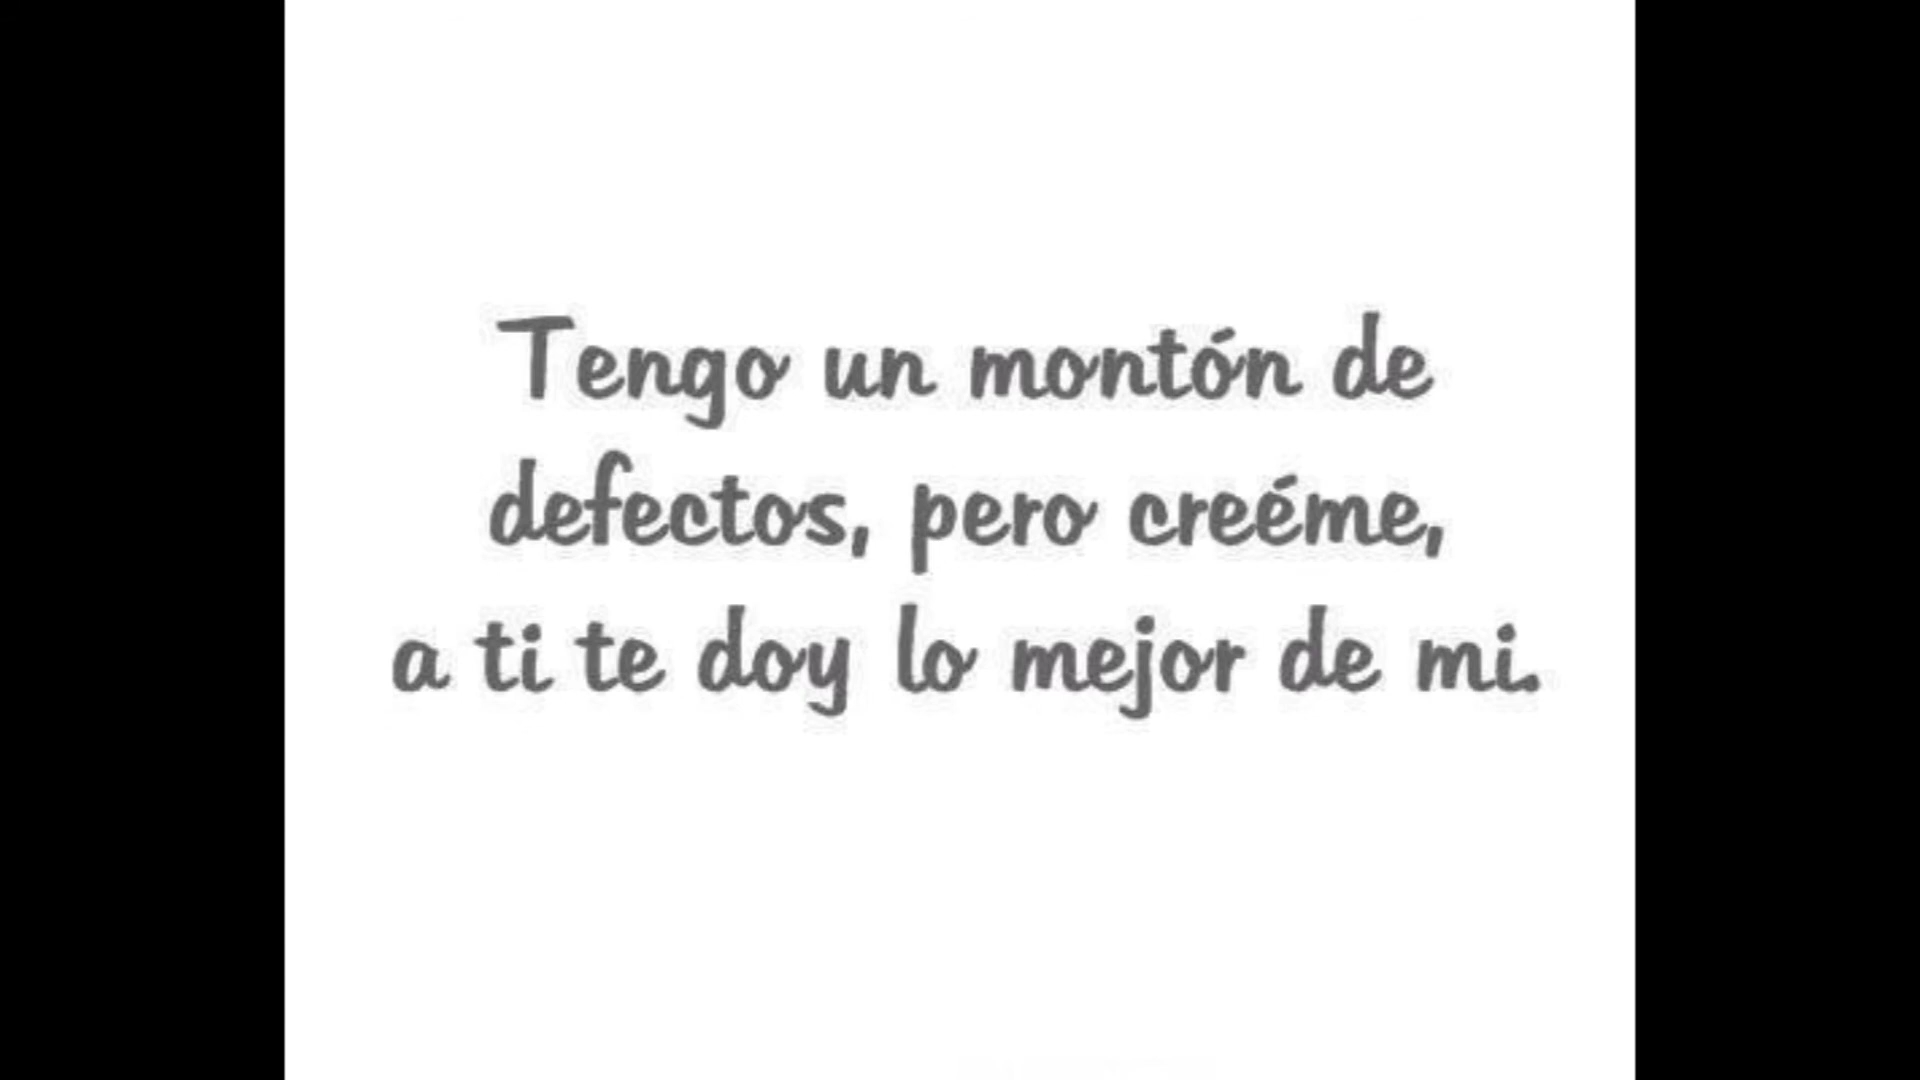 Tengo un montón de
defectos, pero creéme,
a ti te doy lo mejor de mi.